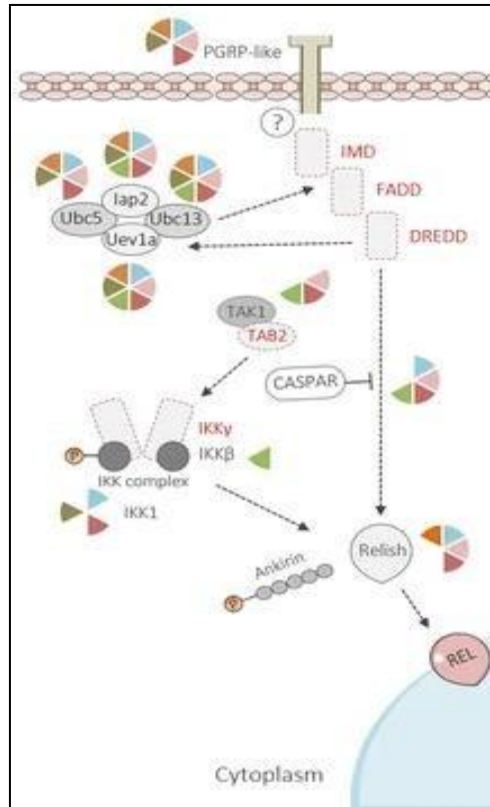 PGRP-like
?
IMD
FADD
DREDD
Iap2
Ubc5
Ubc13
Uev1a
TAK1
TAB2
CASPAR
IKKγ
IKKβ
P
IKK complex
IKK1
Relish
Ankirin
P
REL
Cytoplasm